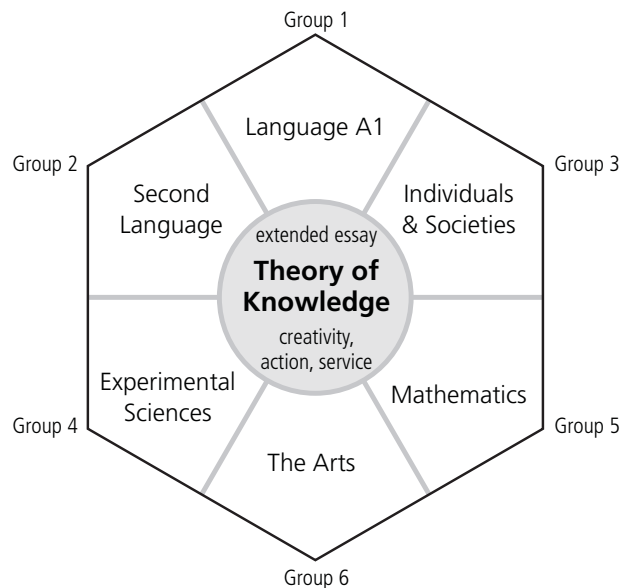 Group 1
Language A1
Group 2
Group 3
Second
Language
Individuals
& Societies
extended essay
Theory of
Knowledge
creativity,
action, service
Experimental
Sciences
Mathematics
Group 4
Group 5
The Arts
Group 6